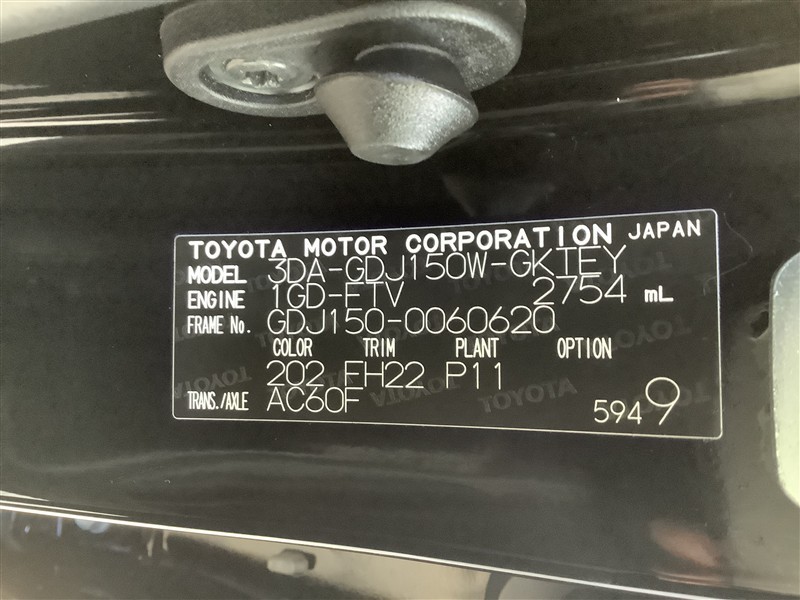 TOYOTA MOTOR CORPORATION JAPAN
MODEL 3DA-GDJ150W-GKTEY
ENGINE 1GD-FTV 2754 mL
FRAME No. GDJ150-0060620
COLOR TRIM PLANT OPTION
202 FH22 P11
TRANS./AXLE AC60F
5949